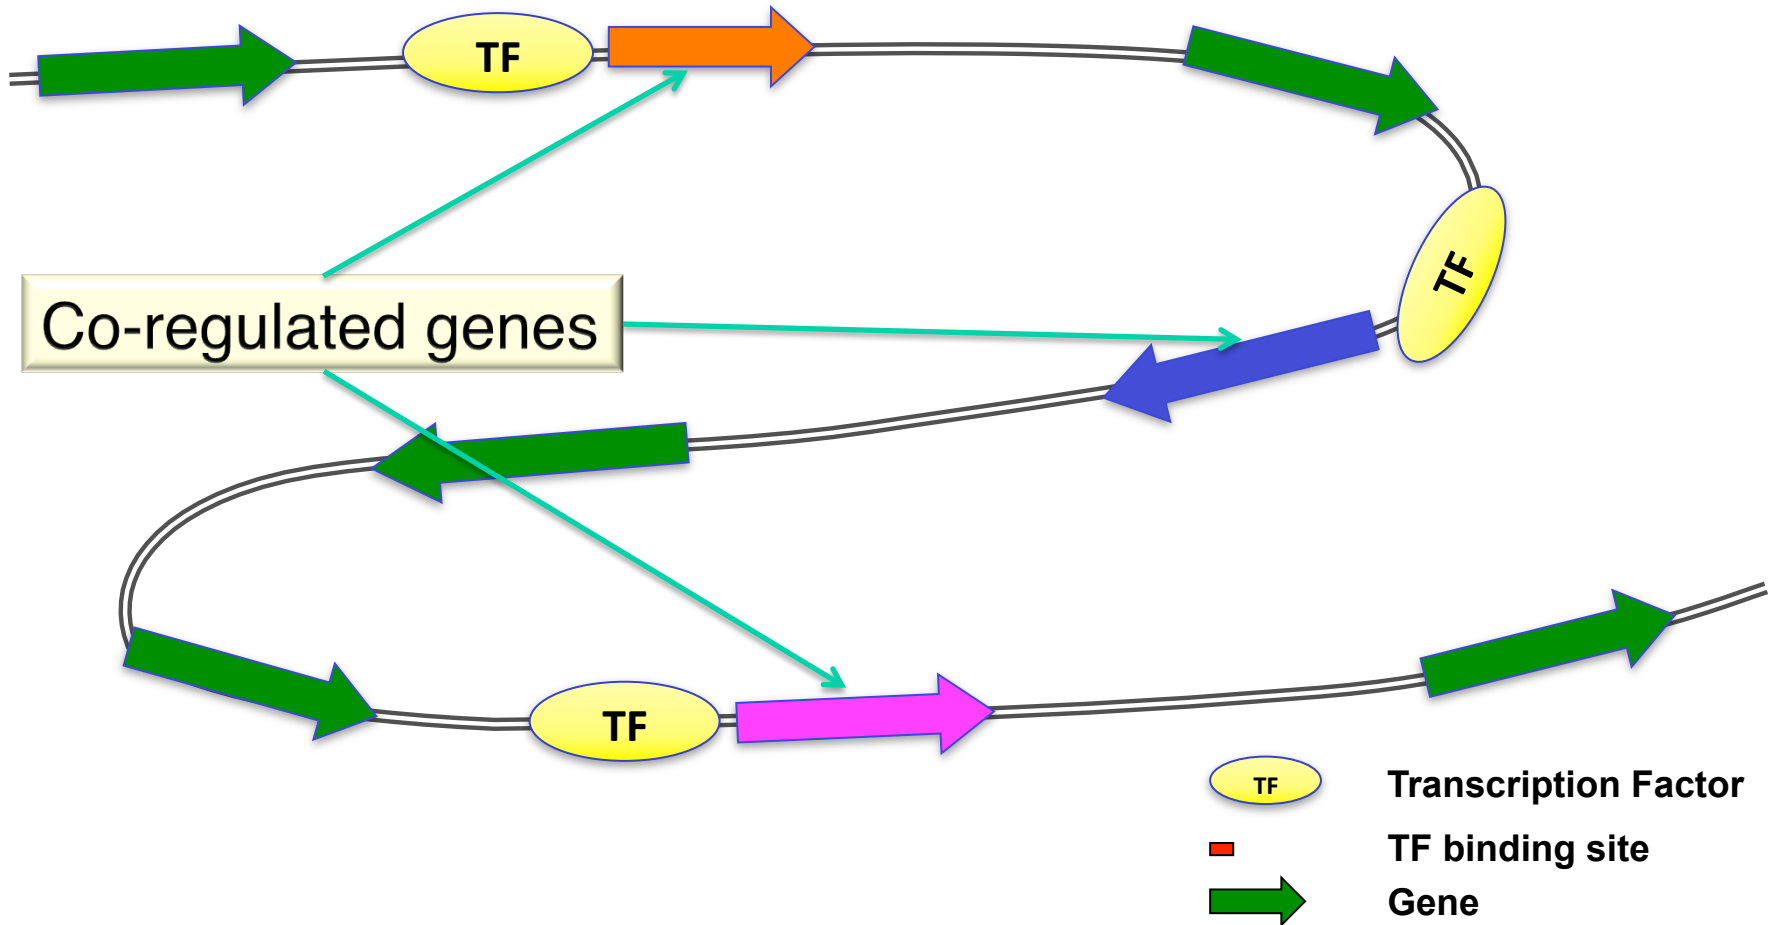 TF
TF
Co-regulated genes
TF
TF Transcription Factor
TF binding site
Gene